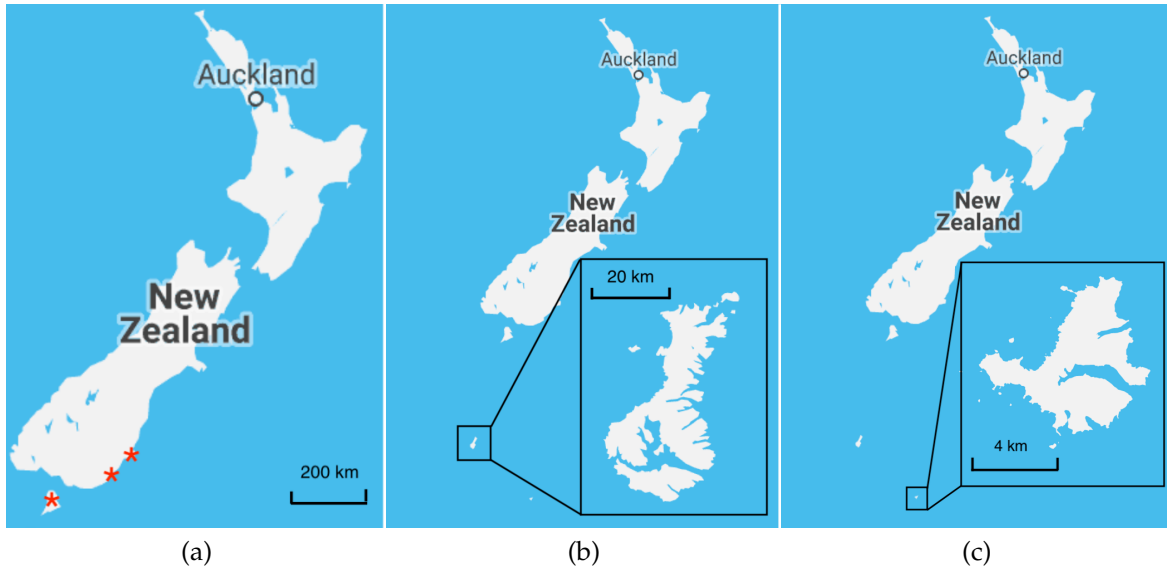 Auckland
New
Zealand
200 km
(a)
Auckland
New
Zealand
20 km
(b)
Auckland
New
Zealand
4 km
(c)